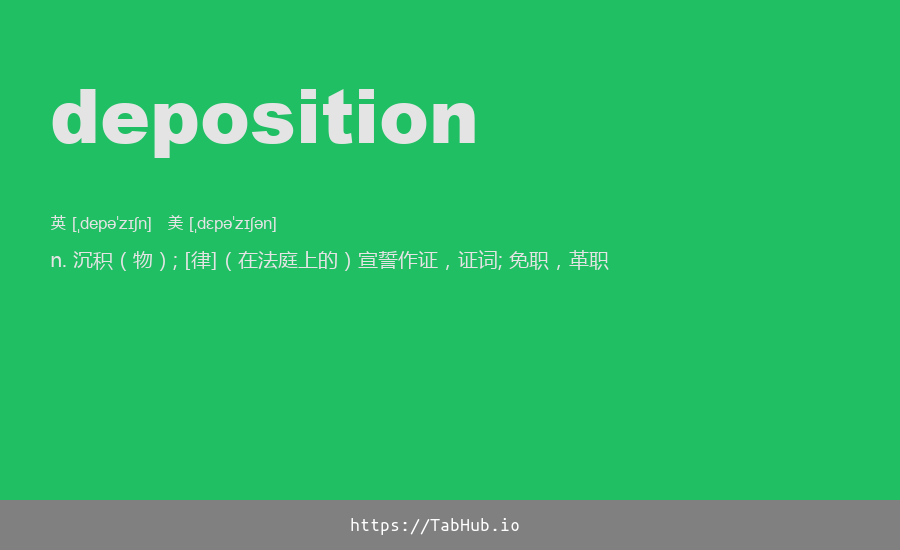 deposition
英 [ˌdepəˈzɪʃn] 美 [ˌdɛpəˈzɪʃən]
n. 沉积（物）; [律]（在法庭上的）宣誓作证，证词; 免职，革职
https://TabHub.io